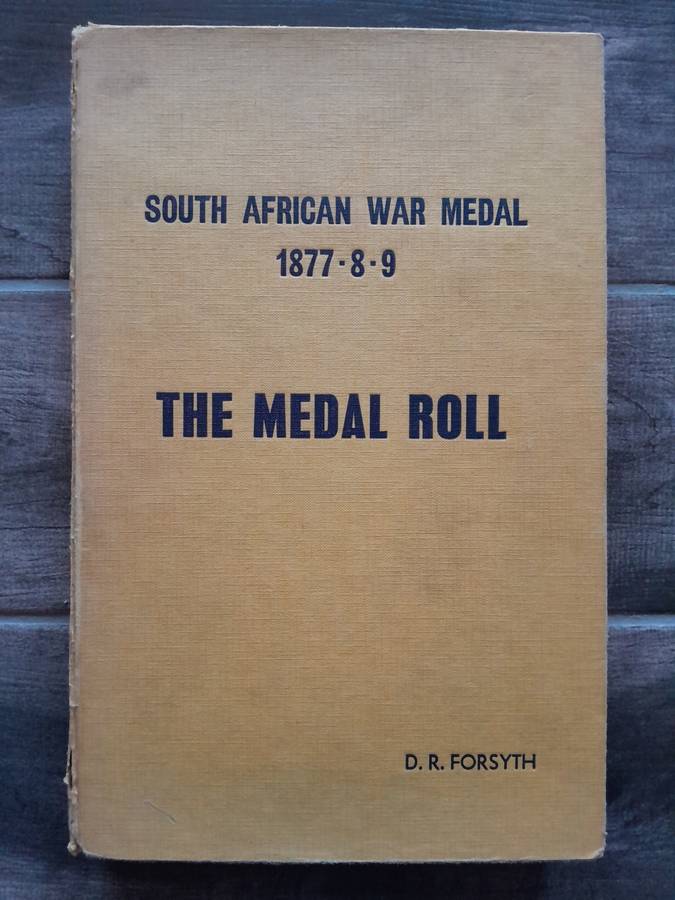 SOUTH AFRICAN WAR MEDAL
1877·8·9
THE MEDAL ROLL
D. R. FORSYTH